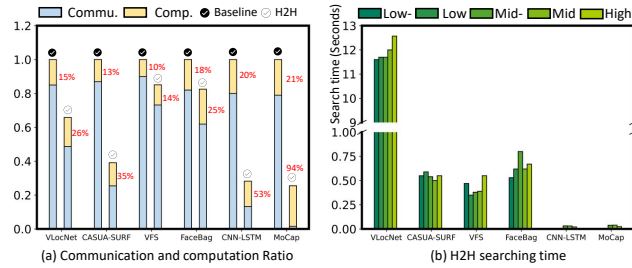 Commu. Comp. Baseline H2H
1.2
1.0
0.8
0.6
0.4
0.2
0.0
15% 13% 10% 18% 20% 21%
26% 35% 14% 25% 53% 94%
VLocNet CASUA-SURF VFS FaceBag CNN-LSTM MoCap
(a) Communication and computation Ratio
Low- Low Mid- Mid High
Search time (Seconds)
13
12
11
10
9
1.00
0.75
0.50
0.25
0.00
VLocNet CASUA-SURF VFS FaceBag CNN-LSTM MoCap
(b) H2H searching time